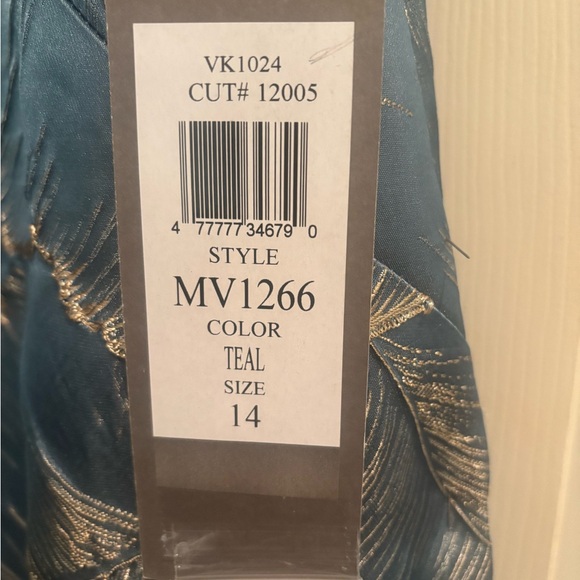 VK1024
CUT# 12005
4 77777 34679 0
STYLE
MV1266
COLOR
TEAL
SIZE
14